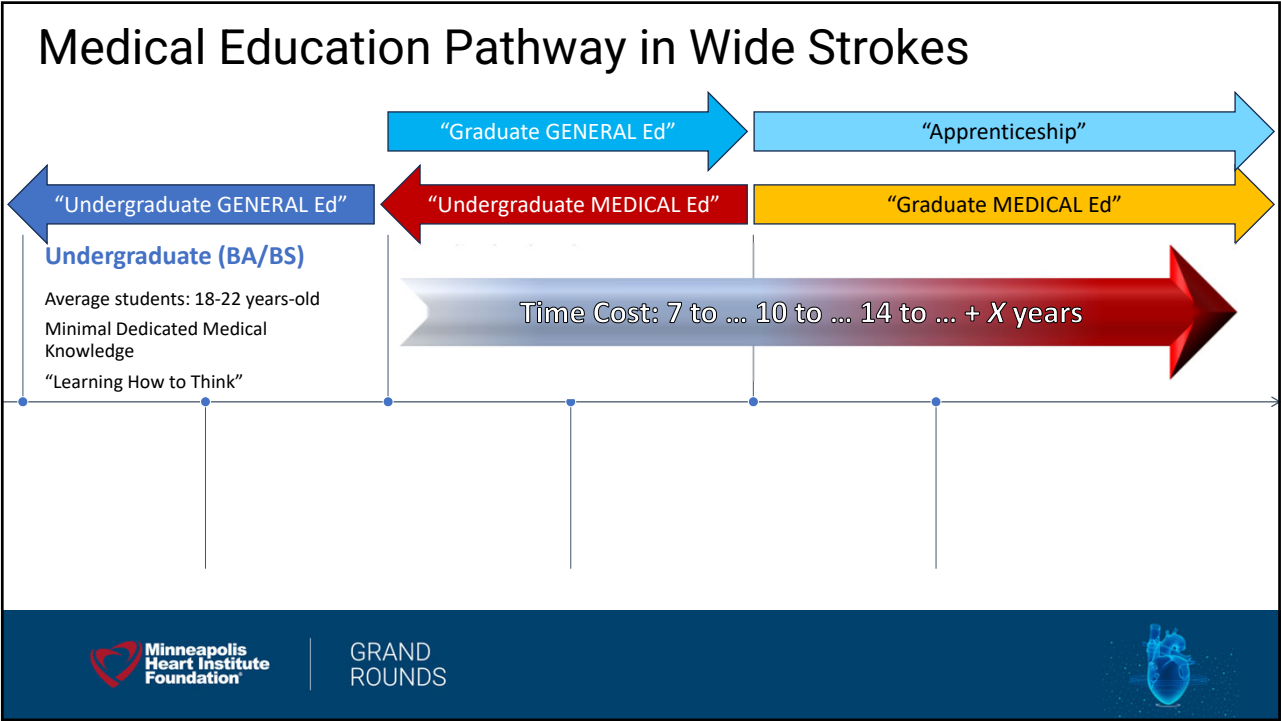 Medical Education Pathway in Wide Strokes
“Graduate GENERAL Ed”
“Apprenticeship”
“Undergraduate GENERAL Ed”
“Undergraduate MEDICAL Ed”
“Graduate MEDICAL Ed”
Undergraduate (BA/BS)
Average students: 18-22 years-old
Minimal Dedicated Medical
Knowledge
“Learning How to Think”
Time Cost: 7 to ... 10 to ... 14 to ... + X years
Minneapolis
Heart Institute
Foundation®
GRAND
ROUNDS